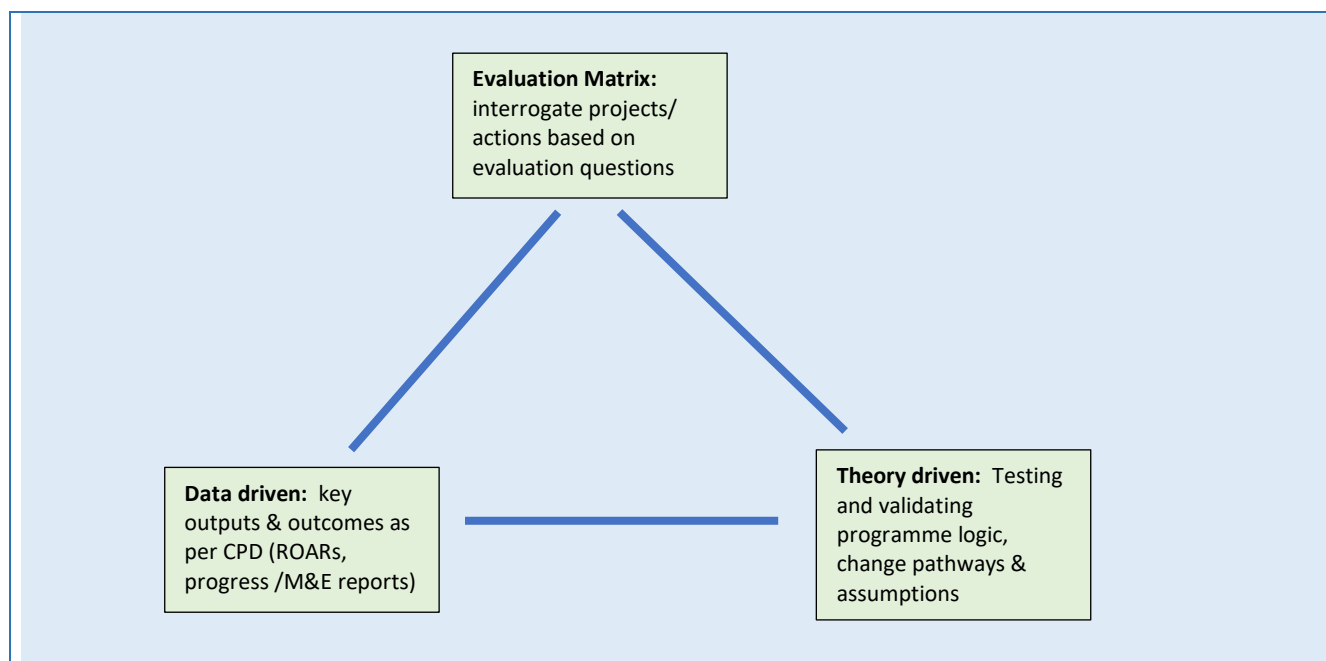 Evaluation Matrix:
interrogate projects/
actions based on
evaluation questions
Data driven:  key
outputs & outcomes as
per CPD (ROARs,
progress /M&E reports)
Theory driven:  Testing
and validating
programme logic,
change pathways &
assumptions